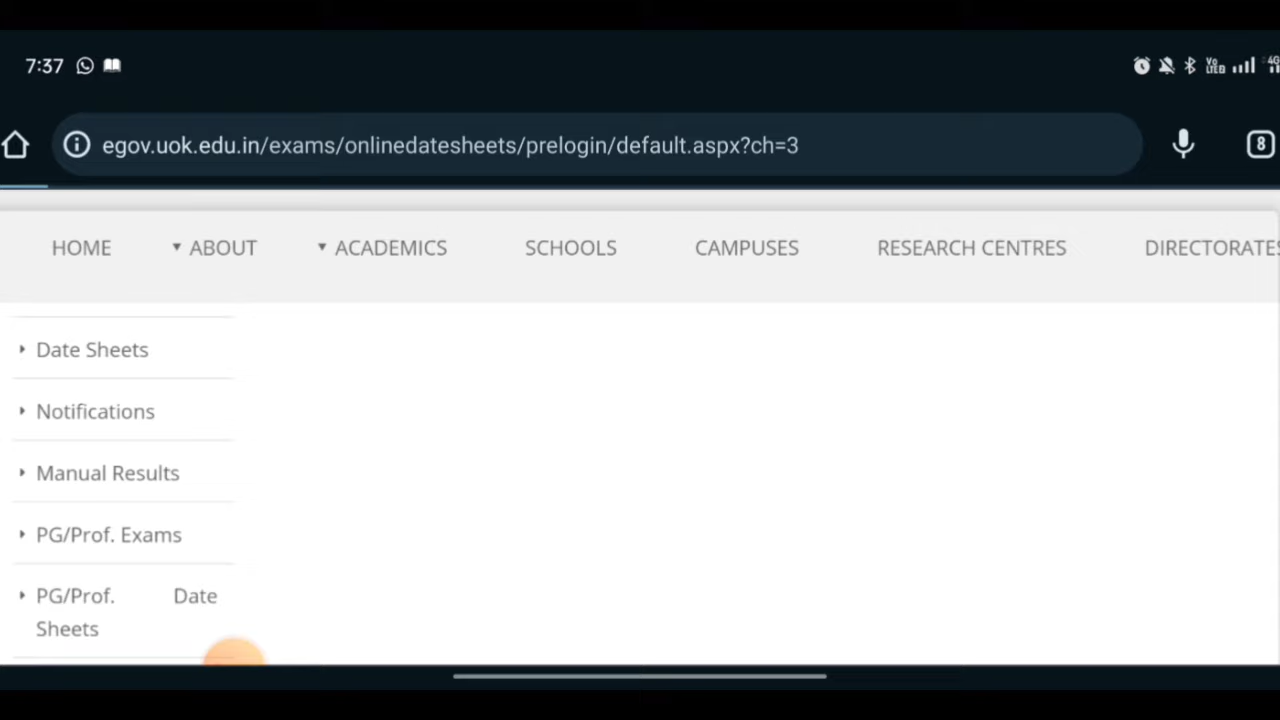 7:37
egov.uok.edu.in/exams/onlinedatesheets/prelogin/default.aspx?ch=3
8
HOME ABOUT ACADEMICS SCHOOLS CAMPUSES RESEARCH CENTRES DIRECTORATES
Date Sheets
Notifications
Manual Results
PG/Prof. Exams
PG/Prof. Date
Sheets